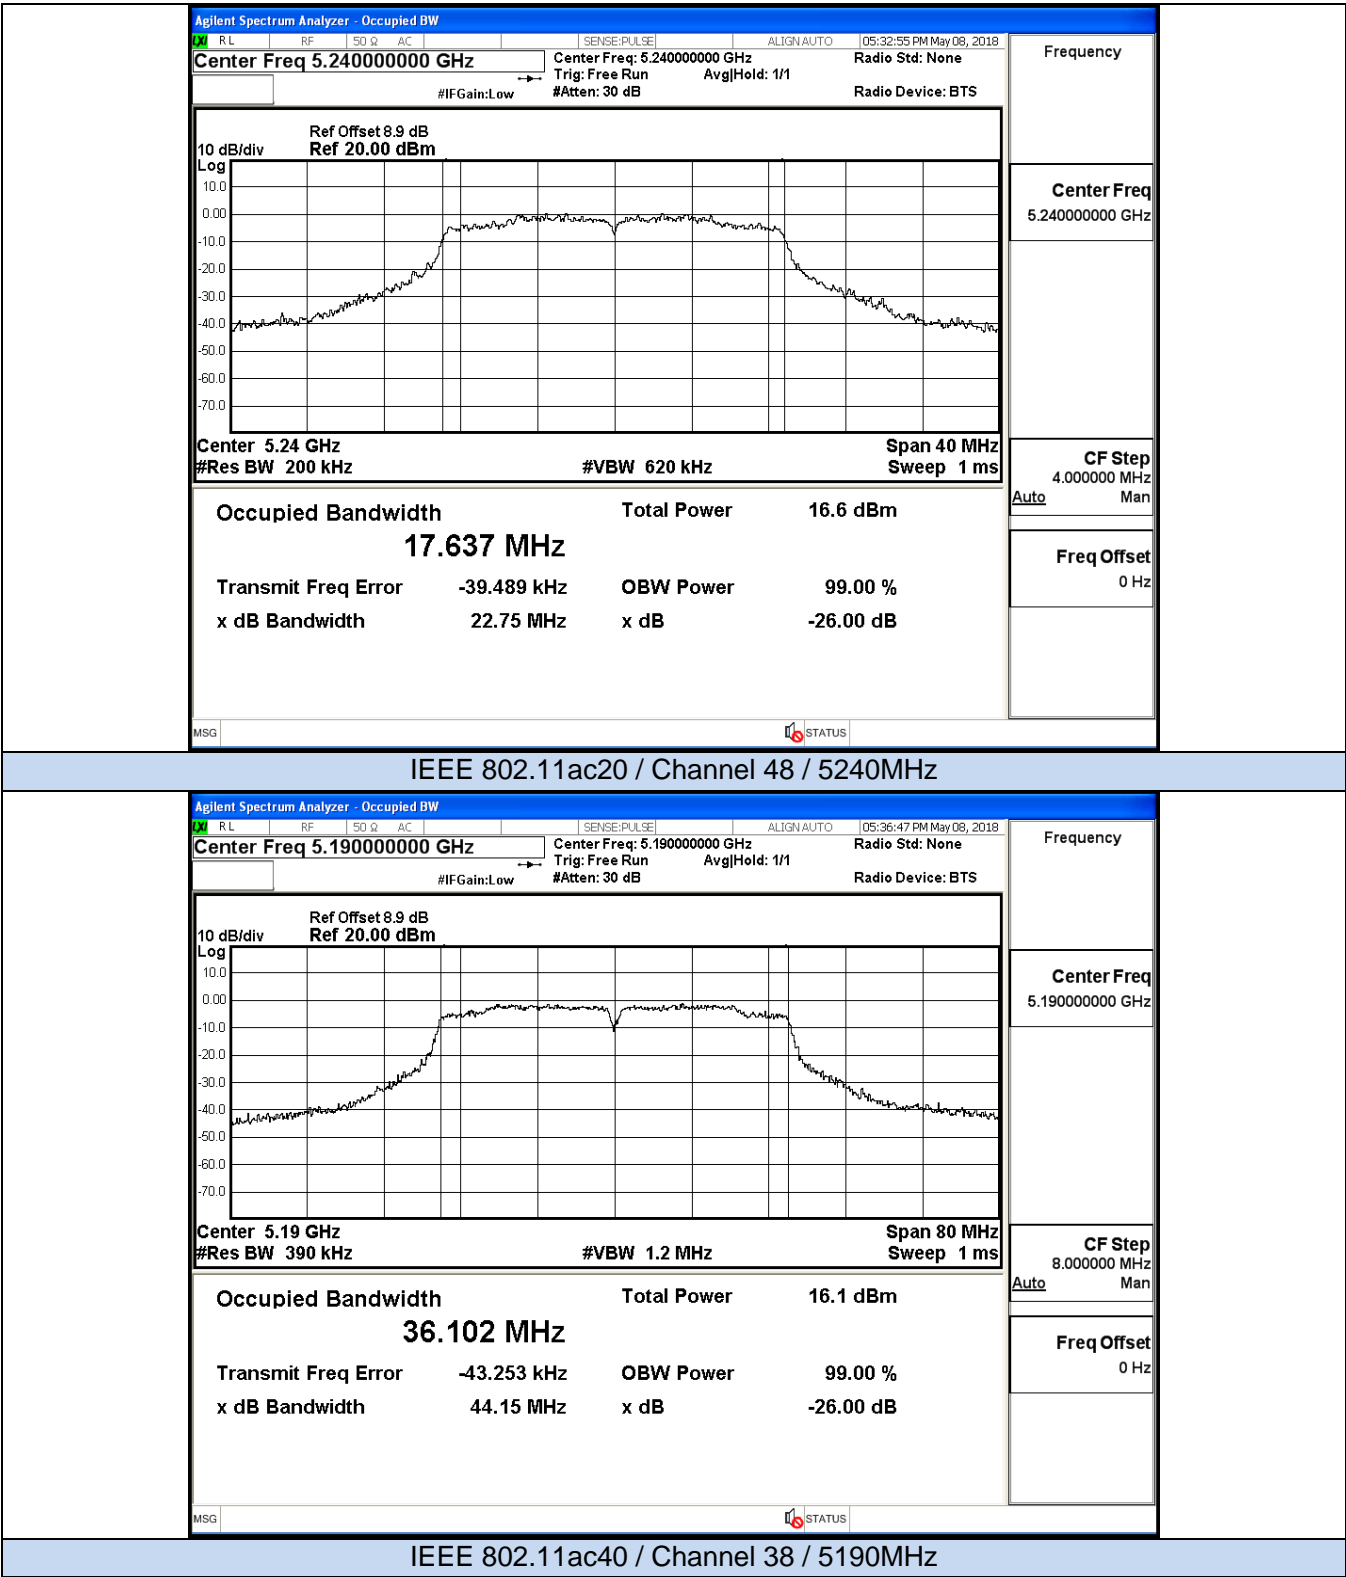 Agilent Spectrum Analyzer - Occupied BW
LXI RL RF 50 Ω AC SENSE:PULSE ALIGN AUTO 05:32:55 PM May 08, 2018
Center Freq 5.240000000 GHz
Center Freq: 5.240000000 GHz Radio Std: None
Trig: Free Run Avg|Hold: 1/1
#IFGain:Low #Atten: 30 dB Radio Device: BTS
Frequency
Ref Offset 8.9 dB
10 dB/div Ref 20.00 dBm
Log
10.0
0.00
-10.0
-20.0
-30.0
-40.0
-50.0
-60.0
-70.0
Center 5.24 GHz Span 40 MHz
#Res BW 200 kHz #VBW 620 kHz Sweep 1 ms
Center Freq
5.240000000 GHz
CF Step
4.000000 MHz
Auto Man
Freq Offset
0 Hz
Occupied Bandwidth Total Power 16.6 dBm
17.637 MHz
Transmit Freq Error -39.489 kHz OBW Power 99.00 %
x dB Bandwidth 22.75 MHz x dB -26.00 dB
MSG STATUS
IEEE 802.11ac20 / Channel 48 / 5240MHz
Agilent Spectrum Analyzer - Occupied BW
LXI RL RF 50 Ω AC SENSE:PULSE ALIGN AUTO 05:36:47 PM May 08, 2018
Center Freq 5.190000000 GHz
Center Freq: 5.190000000 GHz Radio Std: None
Trig: Free Run Avg|Hold: 1/1
#IFGain:Low #Atten: 30 dB Radio Device: BTS
Frequency
Ref Offset 8.9 dB
10 dB/div Ref 20.00 dBm
Log
10.0
0.00
-10.0
-20.0
-30.0
-40.0
-50.0
-60.0
-70.0
Center 5.19 GHz Span 80 MHz
#Res BW 390 kHz #VBW 1.2 MHz Sweep 1 ms
Center Freq
5.190000000 GHz
CF Step
8.000000 MHz
Auto Man
Freq Offset
0 Hz
Occupied Bandwidth Total Power 16.1 dBm
36.102 MHz
Transmit Freq Error -43.253 kHz OBW Power 99.00 %
x dB Bandwidth 44.15 MHz x dB -26.00 dB
MSG STATUS
IEEE 802.11ac40 / Channel 38 / 5190MHz